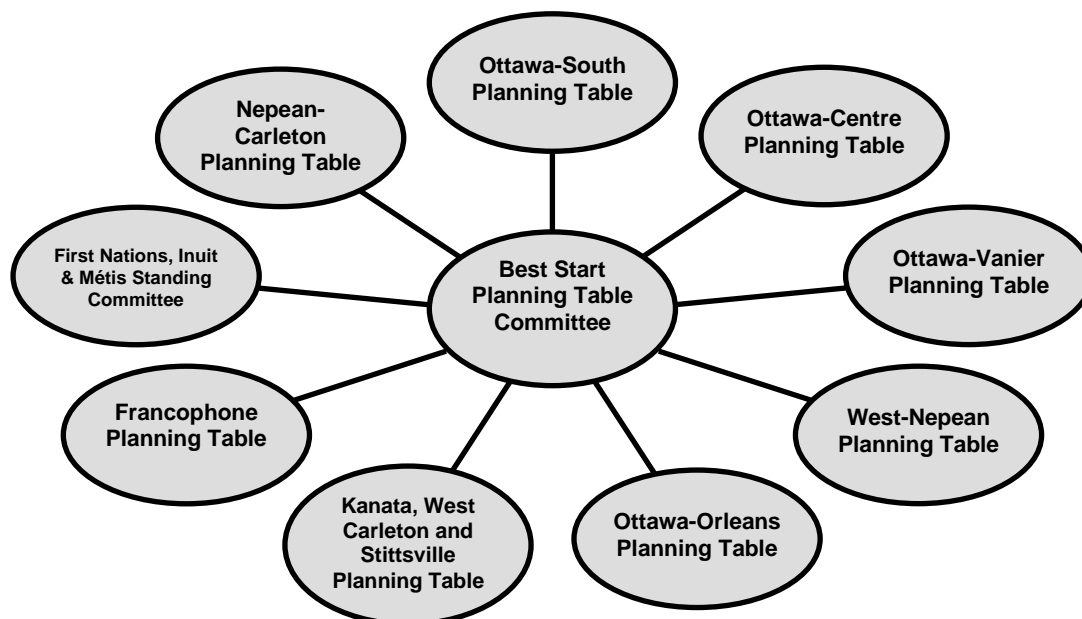 Ottawa-South
Planning Table
Nepean-
Carleton
Planning Table
Ottawa-Centre
Planning Table
First Nations, Inuit
& Métis Standing
Committee
Best Start
Planning Table
Committee
Ottawa-Vanier
Planning Table
Francophone
Planning Table
West-Nepean
Planning Table
Kanata, West
Carleton and
Stittsville
Planning Table
Ottawa-Orleans
Planning Table